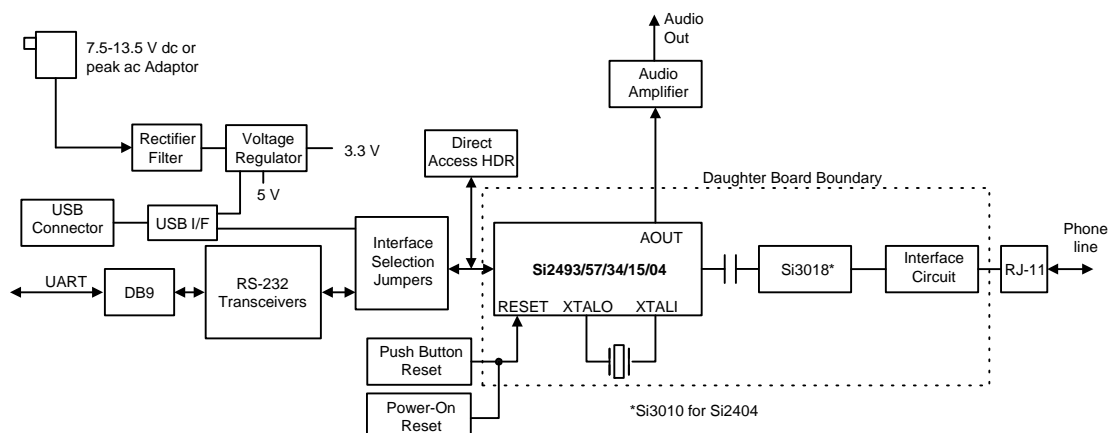 Audio
Out
7.5-13.5 V dc or
peak ac Adaptor
Audio
Amplifier
Rectifier
Filter
Voltage
Regulator
3.3 V
Direct
Access HDR
5 V
Daughter Board Boundary
USB
Connector
USB I/F
Interface
Selection
Jumpers
AOUT
Si2493/57/34/15/04
Si3018*
Interface
Circuit
RJ-11
Phone
line
UART
DB9
RS-232
Transceivers
RESET XTALO XTALI
Push Button
Reset
Power-On
Reset
*Si3010 for Si2404